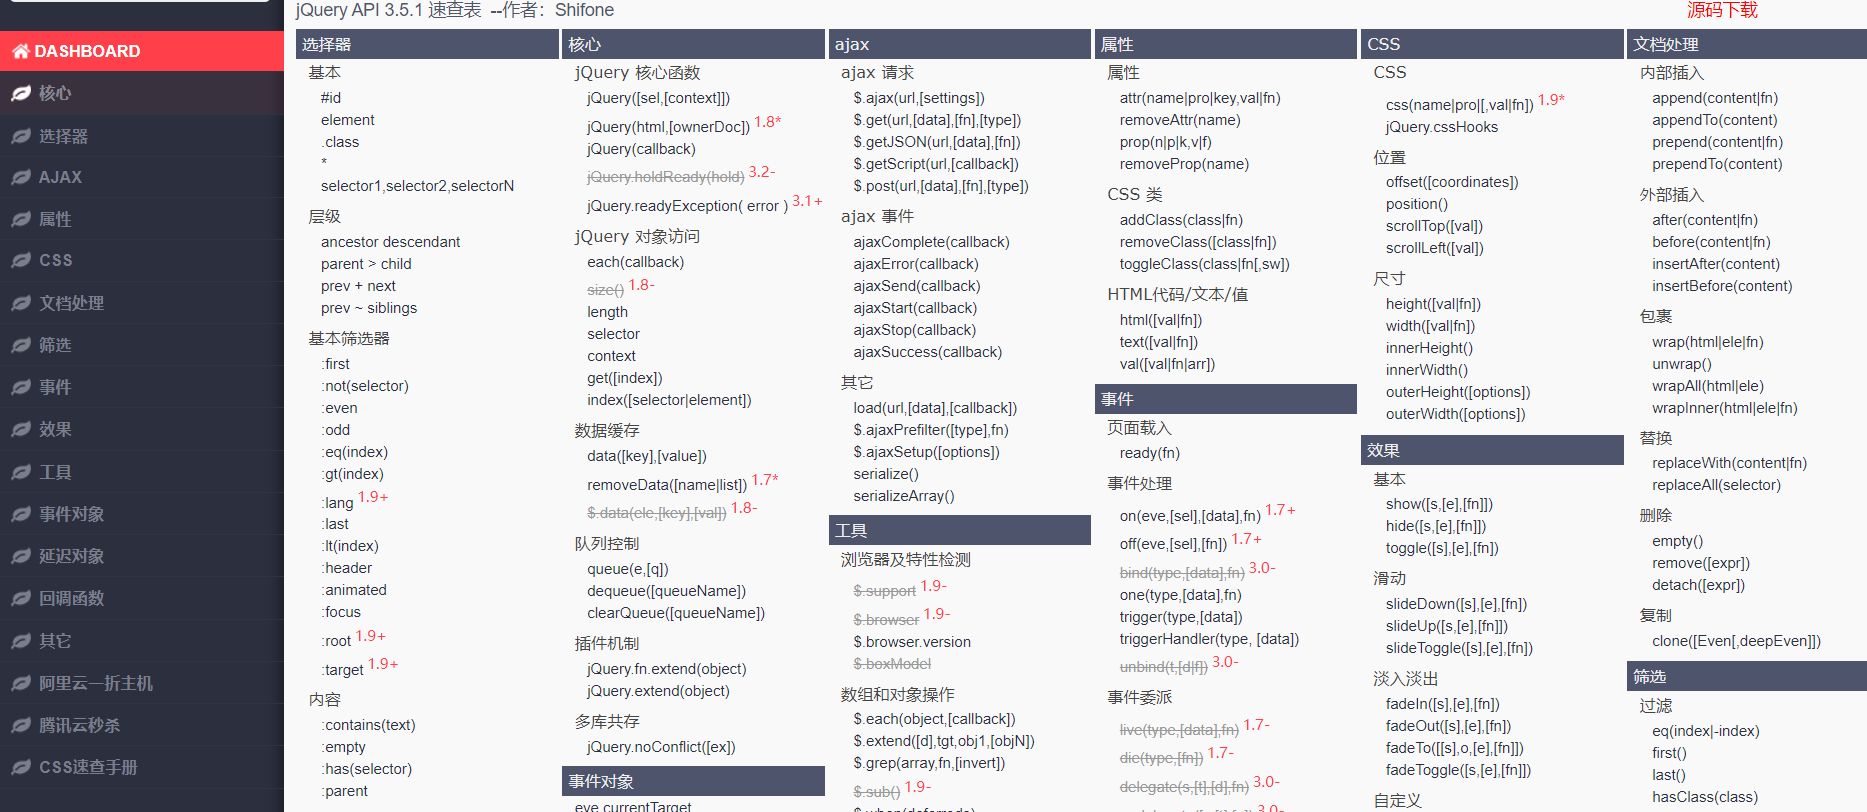 DASHBOARD
核心
选择器
AJAX
属性
CSS
文档处理
筛选
事件
效果
工具
事件对象
延迟对象
回调函数
其它
阿里云一折主机
腾讯云秒杀
CSS速查手册
jQuery API 3.5.1 速查表 --作者：Shifone
源码下载
选择器
基本
#id
element
.class
*
selector1,selector2,selectorN
层级
ancestor descendant
parent > child
prev + next
prev ~ siblings
基本筛选器
:first
:not(selector)
:even
:odd
:eq(index)
:gt(index)
:lang 1.9+
:last
:lt(index)
:header
:animated
:focus
:root 1.9+
:target 1.9+
内容
:contains(text)
:empty
:has(selector)
:parent
核心
jQuery 核心函数
jQuery([sel,[context]])
jQuery(html,[ownerDoc]) 1.8*
jQuery(callback)
jQuery.holdReady(hold) 3.2-
jQuery.readyException( error ) 3.1+
jQuery 对象访问
each(callback)
size() 1.8-
length
selector
context
get([index])
index([selector|element])
数据缓存
data([key],[value])
removeData([name|list]) 1.7*
$.data(ele,[key],[val]) 1.8-
队列控制
queue(e,[q])
dequeue([queueName])
clearQueue([queueName])
插件机制
jQuery.fn.extend(object)
jQuery.extend(object)
多库共存
jQuery.noConflict([ex])
事件对象
eve.currentTarget
ajax
ajax 请求
$.ajax(url,[settings])
$.get(url,[data],[fn],[type])
$.getJSON(url,[data],[fn])
$.getScript(url,[callback])
$.post(url,[data],[fn],[type])
ajax 事件
ajaxComplete(callback)
ajaxError(callback)
ajaxSend(callback)
ajaxStart(callback)
ajaxStop(callback)
ajaxSuccess(callback)
其它
load(url,[data],[callback])
$.ajaxPrefilter([type],fn)
$.ajaxSetup([options])
serialize()
serializeArray()
工具
浏览器及特性检测
$.support 1.9-
$.browser 1.9-
$.browser.version
$.boxModel
数组和对象操作
$.each(object,[callback])
$.extend([d],tgt,obj1,[objN])
$.grep(array,fn,[invert])
$.sub() 1.9-
$.when(deferreds)
属性
属性
attr(name|pro|key,val|fn)
removeAttr(name)
prop(n|p|k,v|f)
removeProp(name)
CSS 类
addClass(class|fn)
removeClass([class|fn])
toggleClass(class|fn[,sw])
HTML代码/文本/值
html([val|fn])
text([val|fn])
val([val|fn|arr])
事件
页面载入
ready(fn)
事件处理
on(eve,[sel],[data],fn) 1.7+
off(eve,[sel],[fn]) 1.7+
bind(type,[data],fn) 3.0-
one(type,[data],fn)
trigger(type,[data])
triggerHandler(type, [data])
unbind(t,[d|f]) 3.0-
事件委派
live(type,[data],fn) 1.7-
die(type,[fn]) 1.7-
delegate(s,[t],[d],fn) 3.0-
3.0-
CSS
CSS
css(name|pro|[,val|fn]) 1.9*
jQuery.cssHooks
位置
offset([coordinates])
position()
scrollTop([val])
scrollLeft([val])
尺寸
height([val|fn])
width([val|fn])
innerHeight()
innerWidth()
outerHeight([options])
outerWidth([options])
效果
基本
show([s,[e],[fn]])
hide([s,[e],[fn]])
toggle([s],[e],[fn])
滑动
slideDown([s],[e],[fn])
slideUp([s,[e],[fn]])
slideToggle([s],[e],[fn])
淡入淡出
fadeIn([s],[e],[fn])
fadeOut([s],[e],[fn])
fadeTo([[s],o,[e],[fn]])
fadeToggle([s,[e],[fn]])
自定义
文档处理
内部插入
append(content|fn)
appendTo(content)
prepend(content|fn)
prependTo(content)
外部插入
after(content|fn)
before(content|fn)
insertAfter(content)
insertBefore(content)
包裹
wrap(html|ele|fn)
unwrap()
wrapAll(html|ele)
wrapInner(html|ele|fn)
替换
replaceWith(content|fn)
replaceAll(selector)
删除
empty()
remove([expr])
detach([expr])
复制
clone([Even[,deepEven]])
筛选
过滤
eq(index|-index)
first()
last()
hasClass(class)